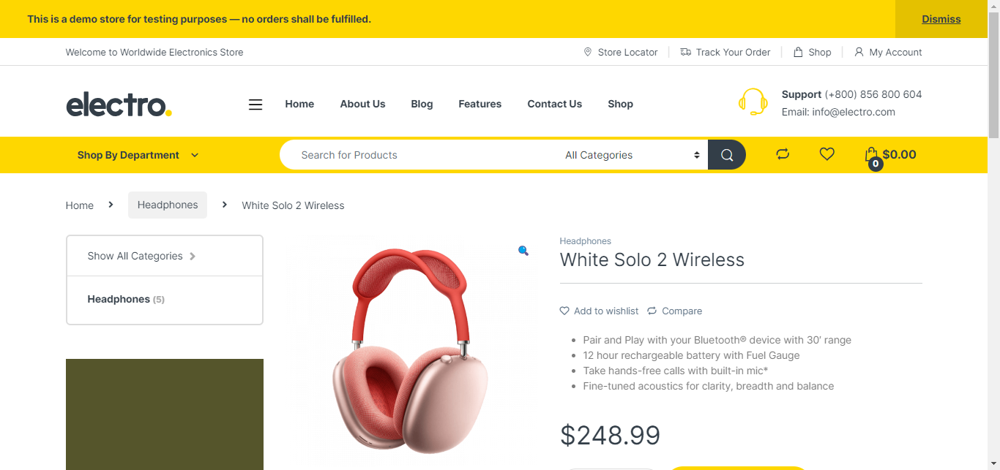 This is a demo store for testing purposes — no orders shall be fulfilled.
Dismiss
Welcome to Worldwide Electronics Store
Store Locator
Track Your Order
Shop
My Account
electro.
Home
About Us
Blog
Features
Contact Us
Shop
Support (+800) 856 800 604
Email: info@electro.com
Shop By Department
Search for Products
All Categories
0
$0.00
Home
Headphones
White Solo 2 Wireless
Show All Categories
Headphones (5)
Headphones
White Solo 2 Wireless
Add to wishlist
Compare
Pair and Play with your Bluetooth® device with 30' range
12 hour rechargeable battery with Fuel Gauge
Take hands-free calls with built-in mic*
Fine-tuned acoustics for clarity, breadth and balance
$248.99